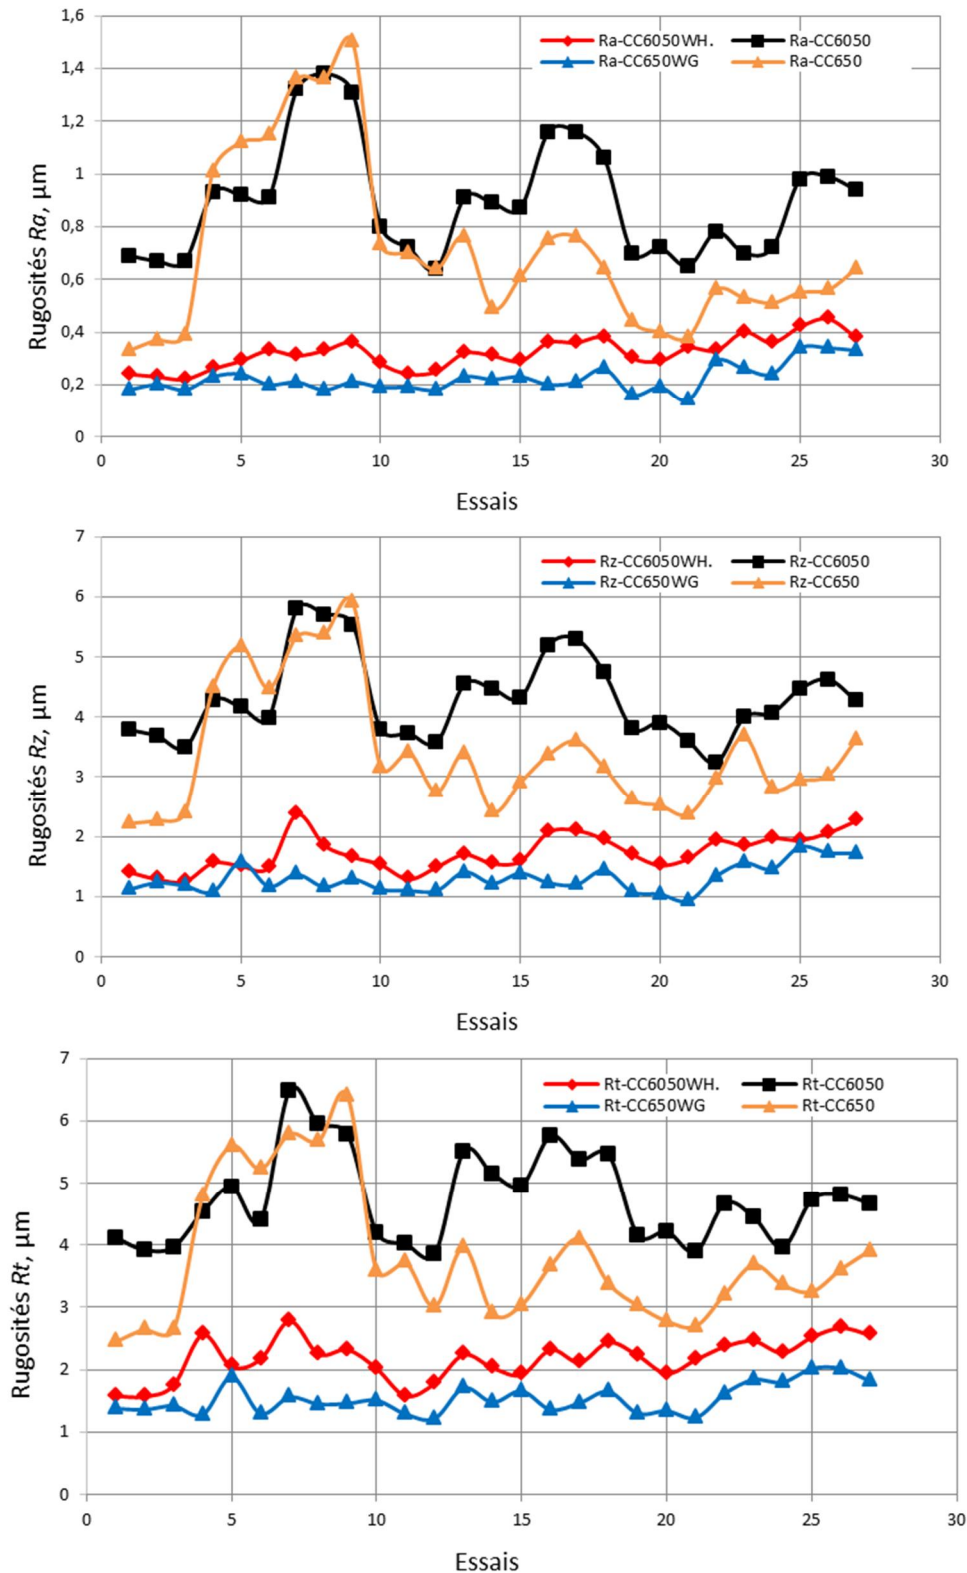 1,6
Ra-CC6050WH. Ra-CC6050
Ra-CC650WG Ra-CC650
1,4
1,2
1
0,8
0,6
0,4
0,2
0
Rugosités Ra, µm
0 5 10 15 20 25 30
Essais
7
Rz-CC6050WH. Rz-CC6050
Rz-CC650WG Rz-CC650
6
5
4
3
2
1
0
Rugosités Rz, µm
0 5 10 15 20 25 30
Essais
7
Rt-CC6050WH. Rt-CC6050
Rt-CC650WG Rt-CC650
6
5
4
3
2
1
0
Rugosités Rt, µm
0 5 10 15 20 25 30
Essais